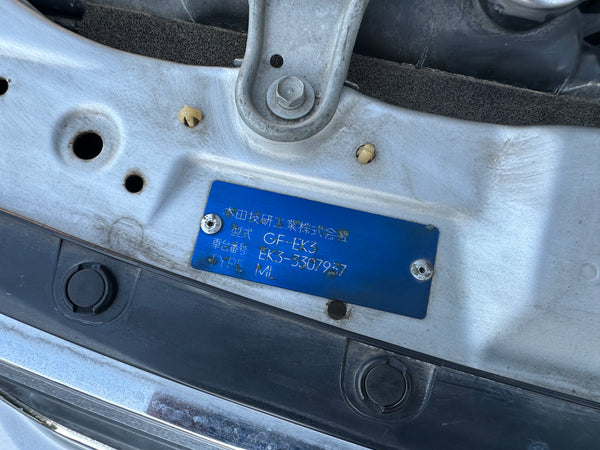 本田技研工業株式会社
型式 GF-EK3
車台番号 EK3-3307937
TYPE ML